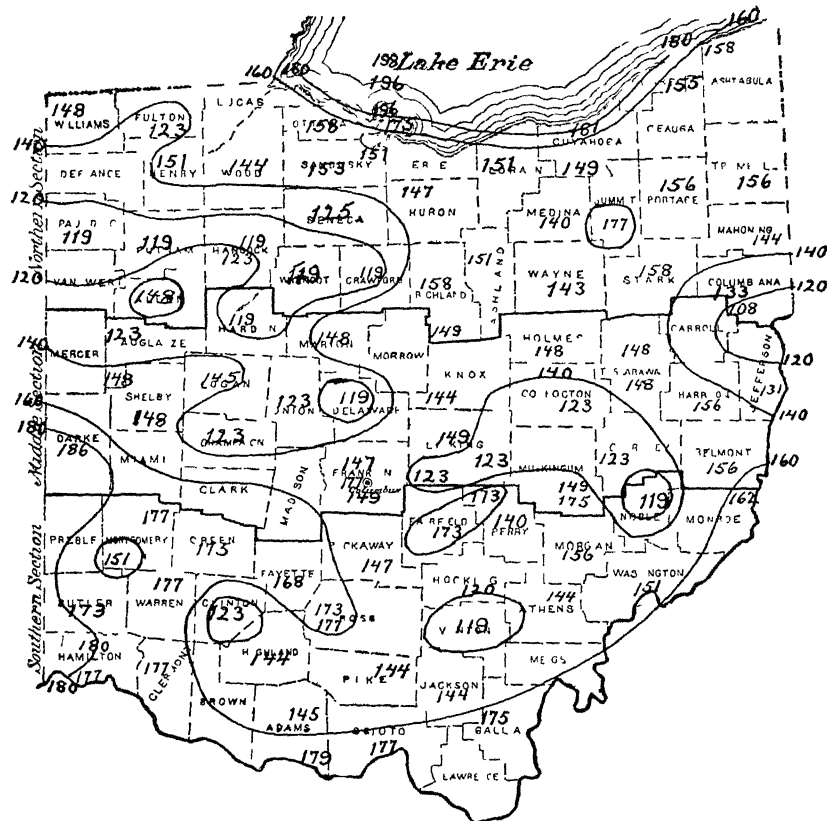 160
180
160
198
196
Lake Erie
158
ASHTABULA
160
180
196
175
155
148
WILLIAMS
FULTON
123
LUCAS
158
151
181
CUYAHOGA
GEAUGA
140
DEFIANCE
151
HENRY
144
WOOD
SANDUSKY
153
ERIE
151
LORAIN
149
156
156
120
Northern Section
125
SENECA
147
HURON
MEDINA
140
SUMMIT
177
PORTAGE
MAHONING
144
119
119
PUTNAM
119
HANCOCK
123
140
120
VAN WERT
148
119
119
CRAWFORD
158
RICHLAND
151
ASHLAND
WAYNE
143
158
STARK
COLUMBIANA
133
108
120
119
HARDIN
140
MERCER
123
AUGLAIZE
148
MARION
MORROW
149
HOLMES
148
148
CARROLL
120
148
SHELBY
148
145
LOGAN
KNOX
144
140
COSHOCTON
123
148
HARRISON
156
JEFFERSON
131
140
160
180
Middle Section
DARKE
186
MIAMI
123
CHAMPAIGN
UNION
123
119
DELAWARE
149
LICKING
123
MUSKINGUM
149
175
123
BELMONT
156
160
CLARK
MADISON
147
FRANKLIN
177
Columbus
149
123
173
119
NOBLE
162
MONROE
PREBLE
177
MONTGOMERY
151
GREEN
173
FAIRFIELD
173
140
PERRY
MORGAN
156
WASHINGTON
151
147
FAYETTE
168
HOCKING
120
144
ATHENS
Southern Section
BUTLER
173
177
WARREN
CLINTON
123
173
177
ROSS
119
VINTON
MEIGS
180
HAMILTON
177
180
177
CLERMONT
HIGHLAND
144
144
PIKE
JACKSON
144
BROWN
145
ADAMS
SCIOTO
177
175
GALLIA
179
LAWRENCE